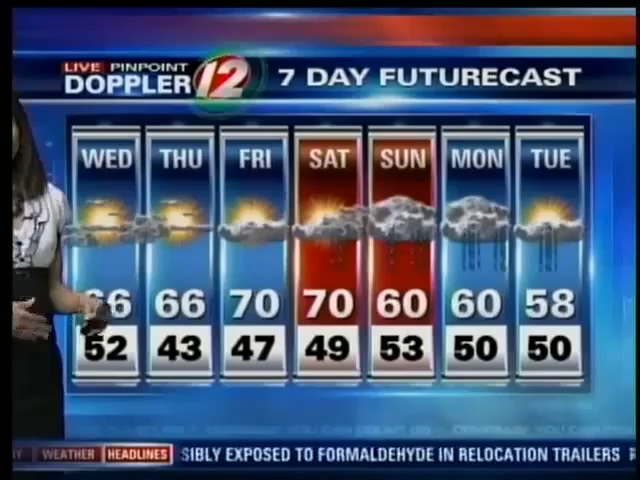 LIVE PINPOINT
DOPPLER 12
7 DAY FUTURECAST
WED THU FRI SAT SUN MON TUE
66 66 70 70 60 60 58
52 43 47 49 53 50 50
WEATHER HEADLINES SIBLY EXPOSED TO FORMALDEHYDE IN RELOCATION TRAILERS